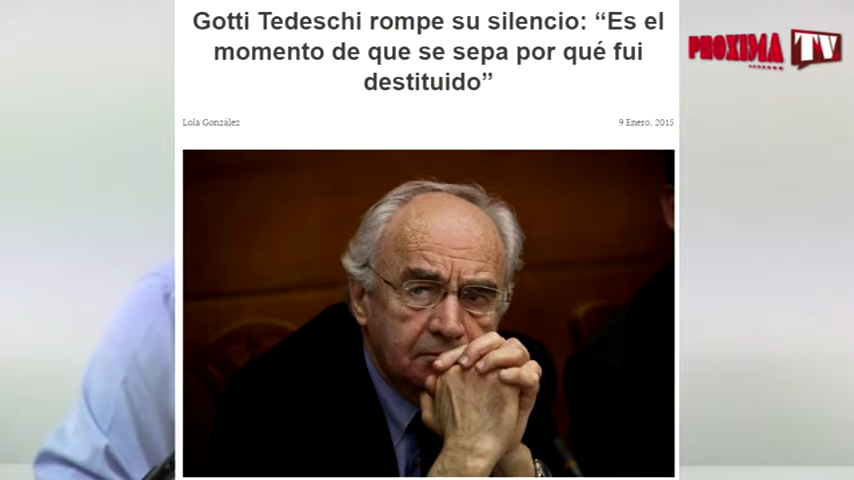 Gotti Tedeschi rompe su silencio: “Es el
momento de que se sepa por qué fui
destituido”
Lola González
9 Enero, 2015
PROXIMA TV